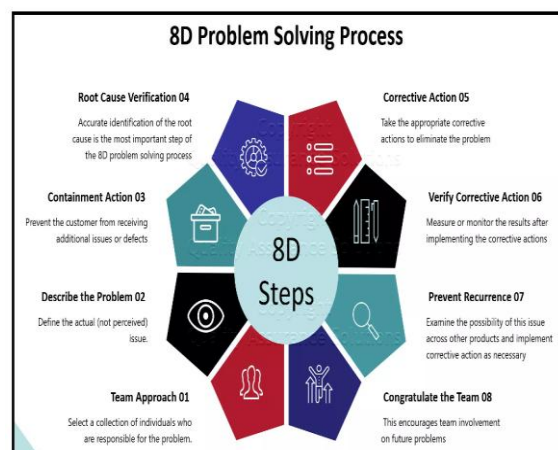 8D Problem Solving Process
Team Approach 01
Select a collection of individuals who
are responsible for the problem.
Describe the Problem 02
Define the actual (not perceived)
issue.
Containment Action 03
Prevent the customer from receiving
additional issues or defects
Root Cause Verification 04
Accurate identification of the root
cause is the most important step of
the 8D problem solving process
Corrective Action 05
Take the appropriate corrective
actions to eliminate the problem
Verify Corrective Action 06
Measure or monitor the results after
implementing the corrective actions
Prevent Recurrence 07
Examine the possibility of this issue
across other products and implement
corrective action as necessary
Congratulate the Team 08
This encourages team involvement
on future problems
8D
Steps
Copyright
Quality Assurance Solutions